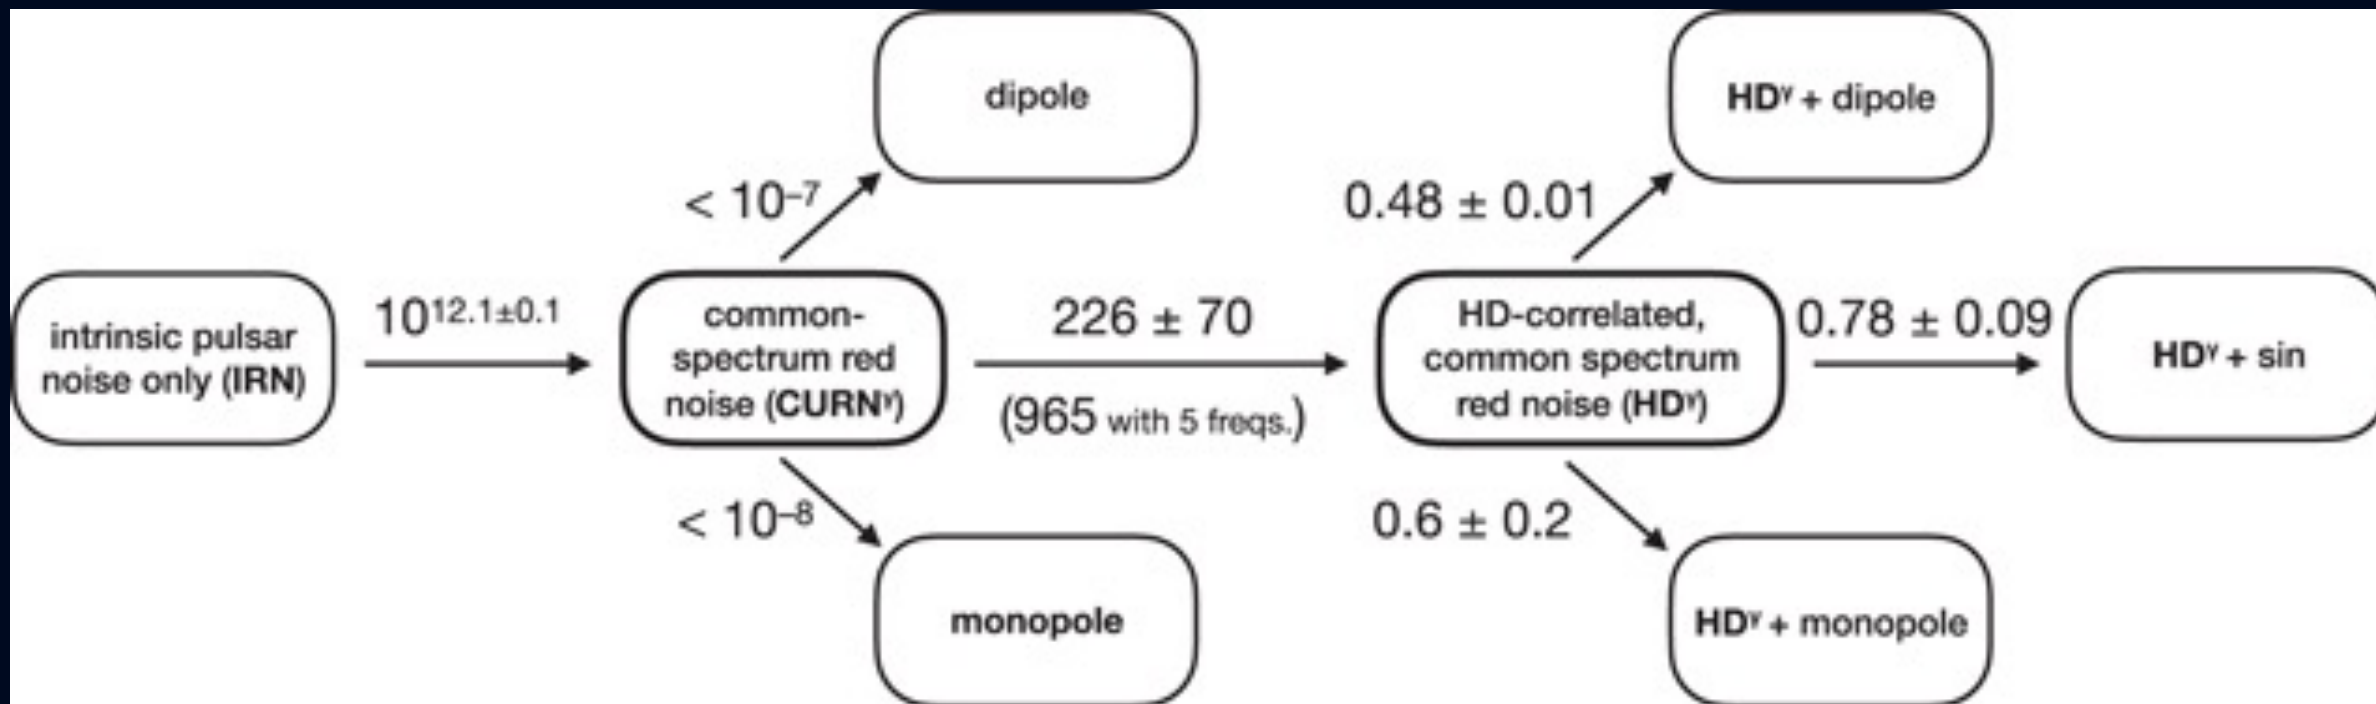 dipole
HDᵞ + dipole
< 10⁻⁷
0.48 ± 0.01
intrinsic pulsar
noise only (IRN)
10¹²·¹±⁰·¹
common-
spectrum red
noise (CURNᵞ)
226 ± 70
(965 with 5 freqs.)
HD-correlated,
common spectrum
red noise (HDᵞ)
0.78 ± 0.09
HDᵞ + sin
< 10⁻⁸
0.6 ± 0.2
monopole
HDᵞ + monopole